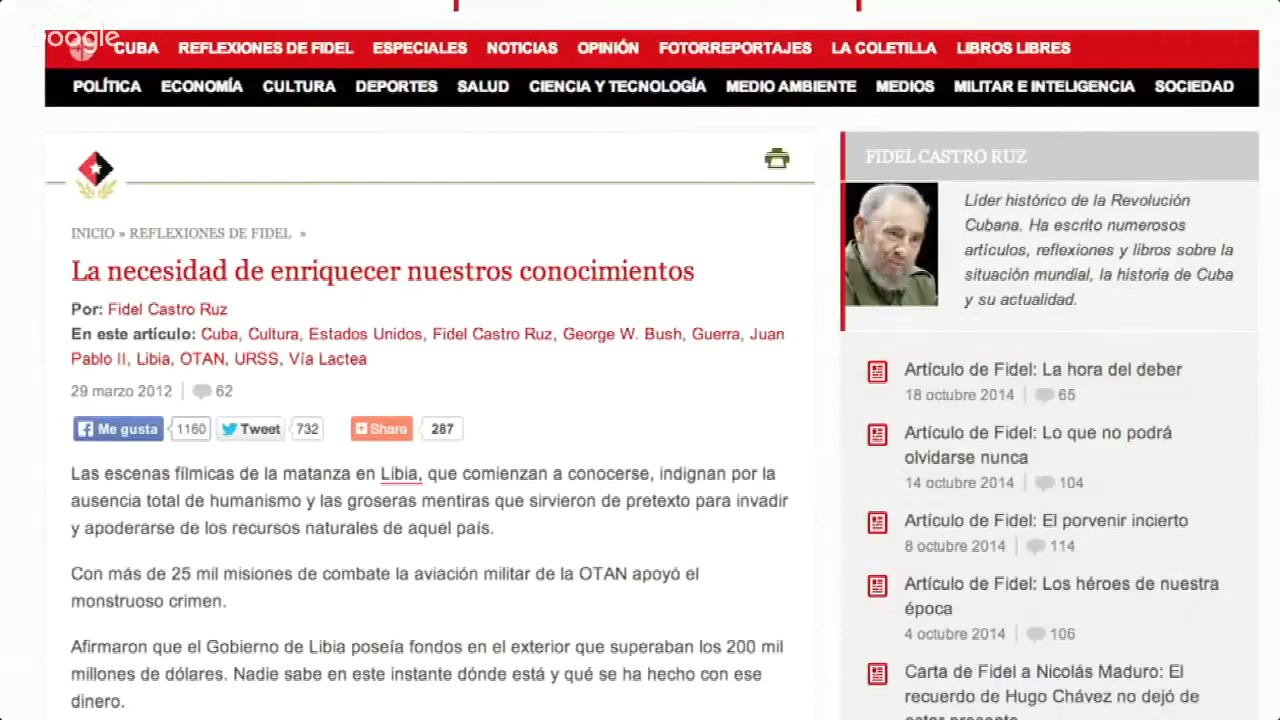 Google
CUBA REFLEXIONES DE FIDEL ESPECIALES NOTICIAS OPINIÓN FOTORREPORTAJES LA COLETILLA LIBROS LIBRES
POLÍTICA ECONOMÍA CULTURA DEPORTES SALUD CIENCIA Y TECNOLOGÍA MEDIO AMBIENTE MEDIOS MILITAR E INTELIGENCIA SOCIEDAD
INICIO » REFLEXIONES DE FIDEL »
La necesidad de enriquecer nuestros conocimientos
Por: Fidel Castro Ruz
En este artículo: Cuba, Cultura, Estados Unidos, Fidel Castro Ruz, George W. Bush, Guerra, Juan
Pablo II, Libia, OTAN, URSS, Vía Lactea
29 marzo 2012 | 62
Me gusta 1160 Tweet 732 Share 287
Las escenas fílmicas de la matanza en Libia, que comienzan a conocerse, indignan por la
ausencia total de humanismo y las groseras mentiras que sirvieron de pretexto para invadir
y apoderarse de los recursos naturales de aquel país.
Con más de 25 mil misiones de combate la aviación militar de la OTAN apoyó el
monstruoso crimen.
Afirmaron que el Gobierno de Libia poseía fondos en el exterior que superaban los 200 mil
millones de dólares. Nadie sabe en este instante dónde está y qué se ha hecho con ese
dinero.
FIDEL CASTRO RUZ
Líder histórico de la Revolución
Cubana. Ha escrito numerosos
artículos, reflexiones y libros sobre la
situación mundial, la historia de Cuba
y su actualidad.
Artículo de Fidel: La hora del deber
18 octubre 2014 | 65
Artículo de Fidel: Lo que no podrá
olvidarse nunca
14 octubre 2014 | 104
Artículo de Fidel: El porvenir incierto
8 octubre 2014 | 114
Artículo de Fidel: Los héroes de nuestra
época
4 octubre 2014 | 106
Carta de Fidel a Nicolás Maduro: El
recuerdo de Hugo Chávez no dejó de
estar presente